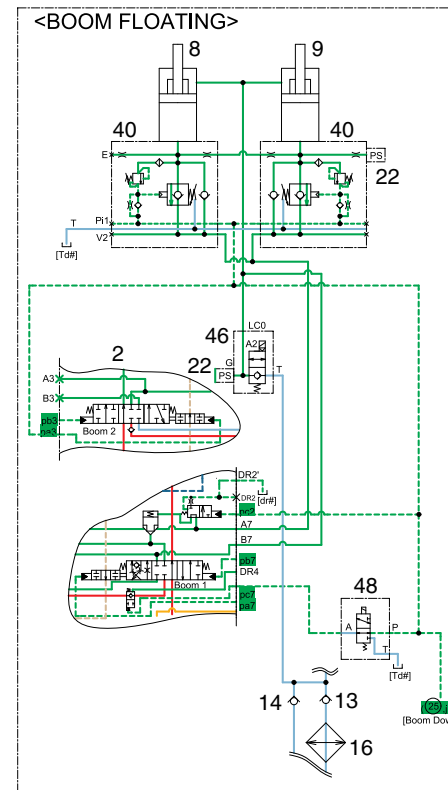 <BOOM FLOATING>
8 9
40 40
E PS
22
Pi1
T
V2
[Td#]
46 LC0
A2
2 22 G T
PS
A3
B3
pb3
pa3
Boom 2
DR2'
DR2 [dr#]
pn2
A7
B7
pb7
Boom 1 DR4
pc7
pa7
48
A P
T
[Td#]
14 13
25
[Boom Dow
16